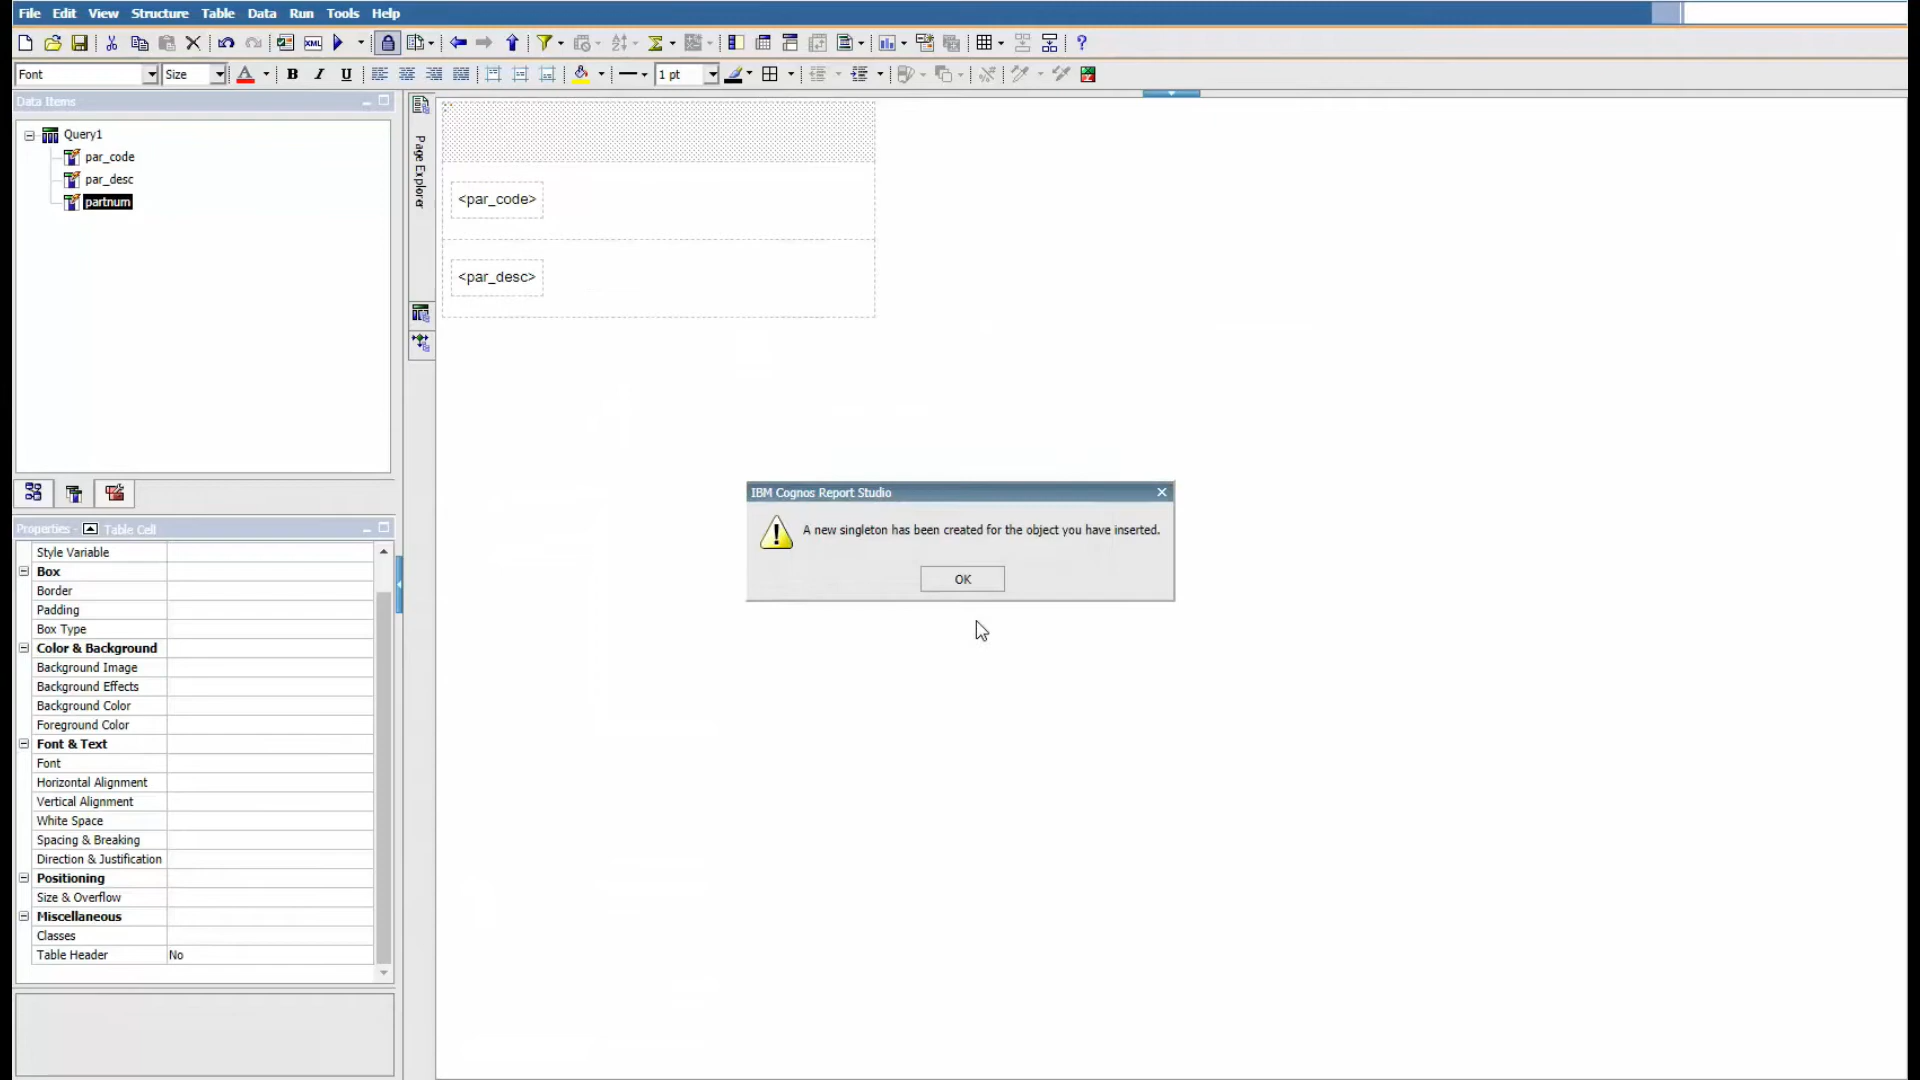 File Edit View Structure Table Data Run Tools Help
Font Size 1 pt
Data Items
Query1
par_code
par_desc
partnum
Page Explorer
<par_code>
<par_desc>
IBM Cognos Report Studio
A new singleton has been created for the object you have inserted.
OK
Properties - Table Cell
Style Variable
Box
Border
Padding
Box Type
Color & Background
Background Image
Background Effects
Background Color
Foreground Color
Font & Text
Font
Horizontal Alignment
Vertical Alignment
White Space
Spacing & Breaking
Direction & Justification
Positioning
Size & Overflow
Miscellaneous
Classes
Table Header No